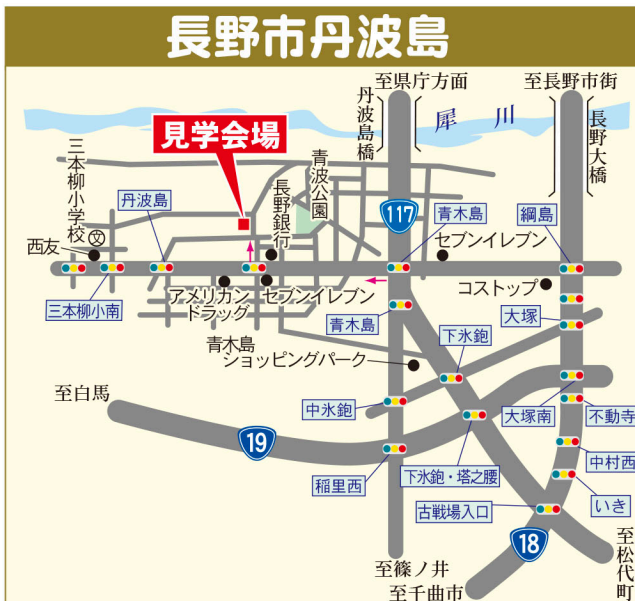 長野市丹波島
至県庁方面
至長野市街
丹波島橋
犀川
長野大橋
見学会場
三本柳小学校
文
西友
丹波島
長野銀行
青波公園
117
青木島
セブンイレブン
綱島
三本柳小南
アメリカン
ドラッグ
セブンイレブン
コストップ
青木島
大塚
下氷鉋
青木島
ショッピングパーク
至白馬
中氷鉋
大塚南
不動寺
19
稲里西
下氷鉋・塔之腰
中村西
いき
古戦場入口
18
至篠ノ井
至千曲市
至松代町